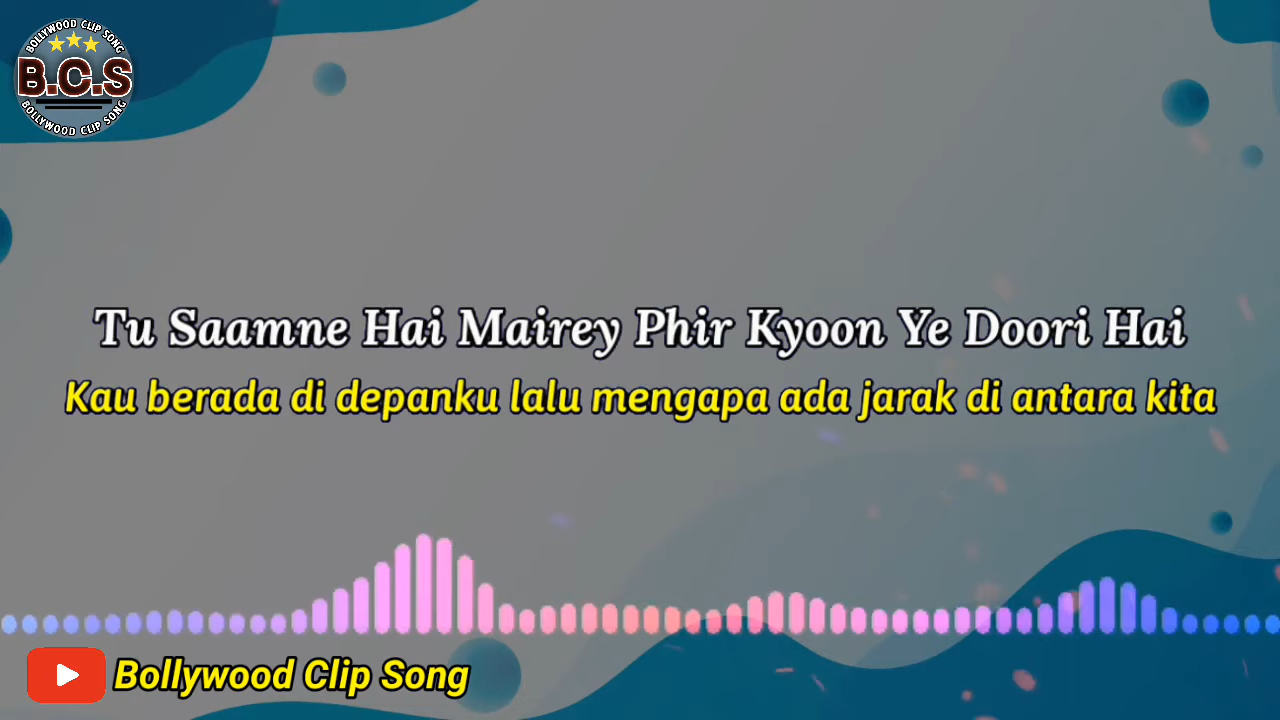 BOLLYWOOD CLIP SONG
B.C.S
BOLLYWOOD CLIP SONG
Tu Saamne Hai Mairey Phir Kyoon Ye Doori Hai
Kau berada di depanku lalu mengapa ada jarak di antara kita
Bollywood Clip Song